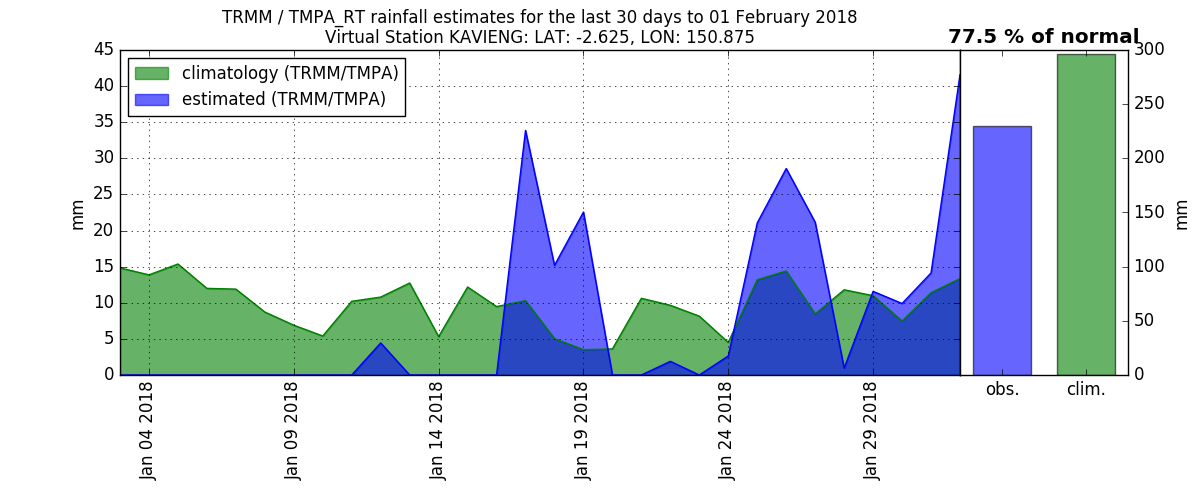 TRMM / TMPA_RT rainfall estimates for the last 30 days to 01 February 2018
Virtual Station KAVIENG: LAT: -2.625, LON: 150.875
77.5 % of normal
climatology (TRMM/TMPA)
estimated (TRMM/TMPA)
45
40
35
30
25
20
15
10
5
0
mm
Jan 04 2018
Jan 09 2018
Jan 14 2018
Jan 19 2018
Jan 24 2018
Jan 29 2018
obs.
clim.
300
250
200
150
100
50
0
mm